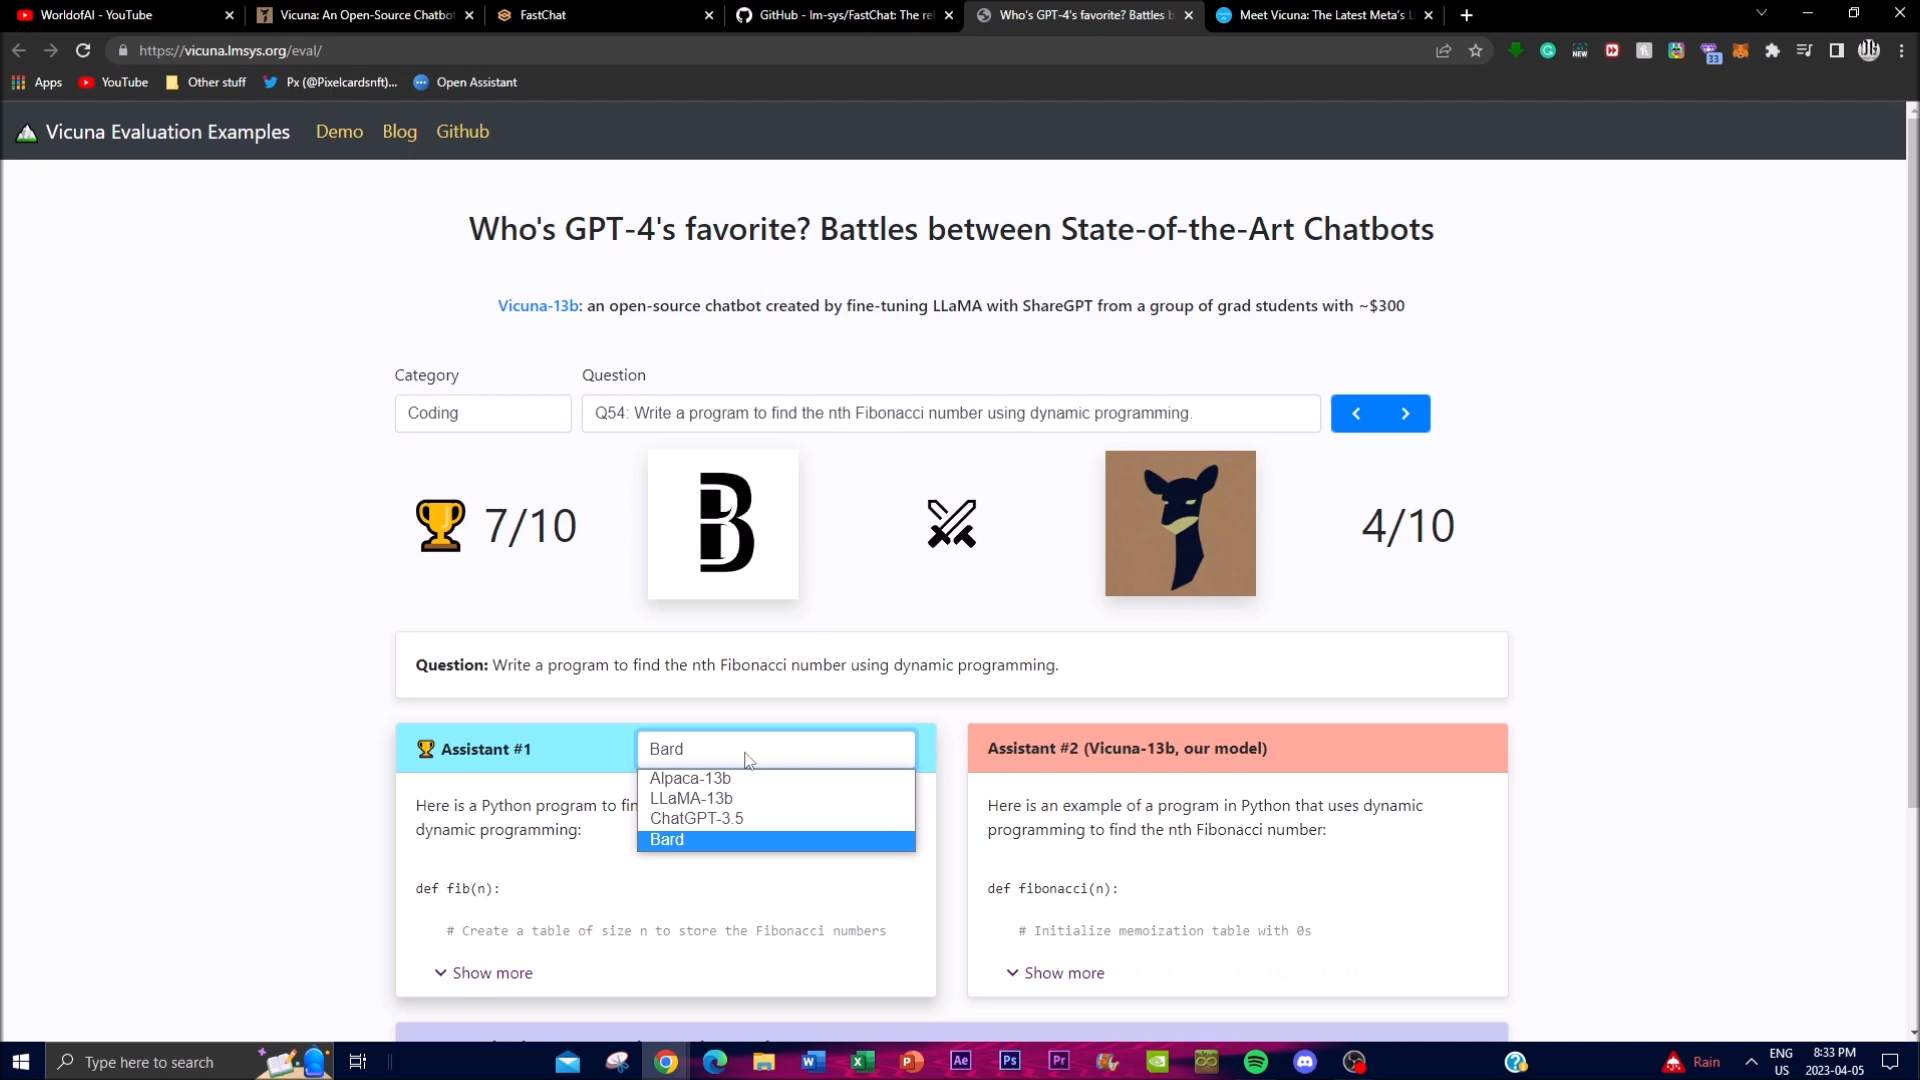 WorldofAI - YouTube
Vicuna: An Open-Source Chatbo
FastChat
GitHub - lm-sys/FastChat: The re
Who's GPT-4's favorite? Battles b
Meet Vicuna: The Latest Meta's L
https://vicuna.lmsys.org/eval/
NEW
33
Apps
YouTube
Other stuff
Px (@Pixelcardsnft)...
Open Assistant
Vicuna Evaluation Examples
Demo
Blog
Github
Who's GPT-4's favorite? Battles between State-of-the-Art Chatbots
Vicuna-13b: an open-source chatbot created by fine-tuning LLaMA with ShareGPT from a group of grad students with ~$300
Category
Question
Coding
Q54: Write a program to find the nth Fibonacci number using dynamic programming.
7/10
B
4/10
Question: Write a program to find the nth Fibonacci number using dynamic programming.
Assistant #1
Bard
Alpaca-13b
LLaMA-13b
ChatGPT-3.5
Bard
Here is a Python program to fin
dynamic programming:
def fib(n):
# Create a table of size n to store the Fibonacci numbers
Show more
Assistant #2 (Vicuna-13b, our model)
Here is an example of a program in Python that uses dynamic
programming to find the nth Fibonacci number:
def fibonacci(n):
# Initialize memoization table with 0s
Show more
Type here to search
Ae
Ps
Pr
Rain
ENG
US
8:33 PM
2023-04-05